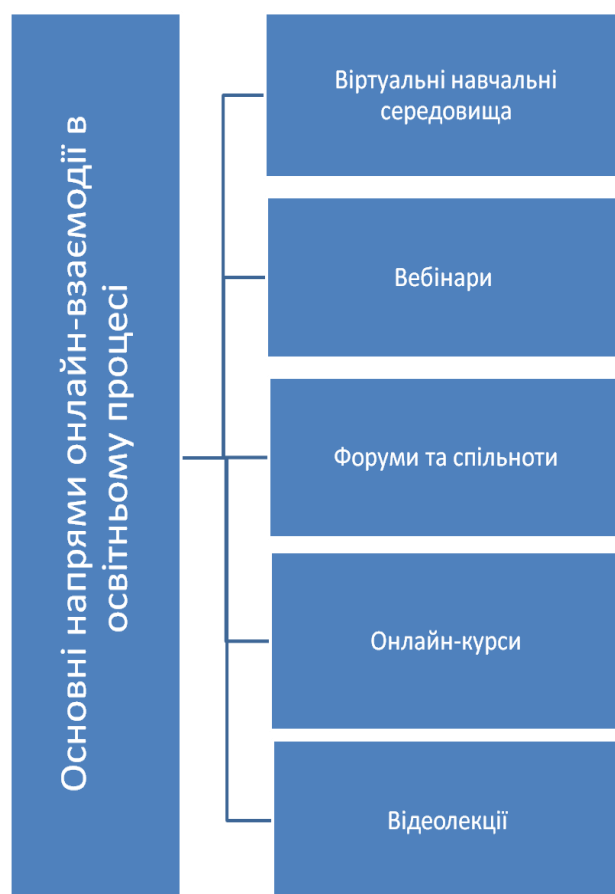 Основні напрями онлайн-взаємодії в
освітньому процесі
Віртуальні навчальні
середовища
Вебінари
Форуми та спільноти
Онлайн-курси
Відеолекції